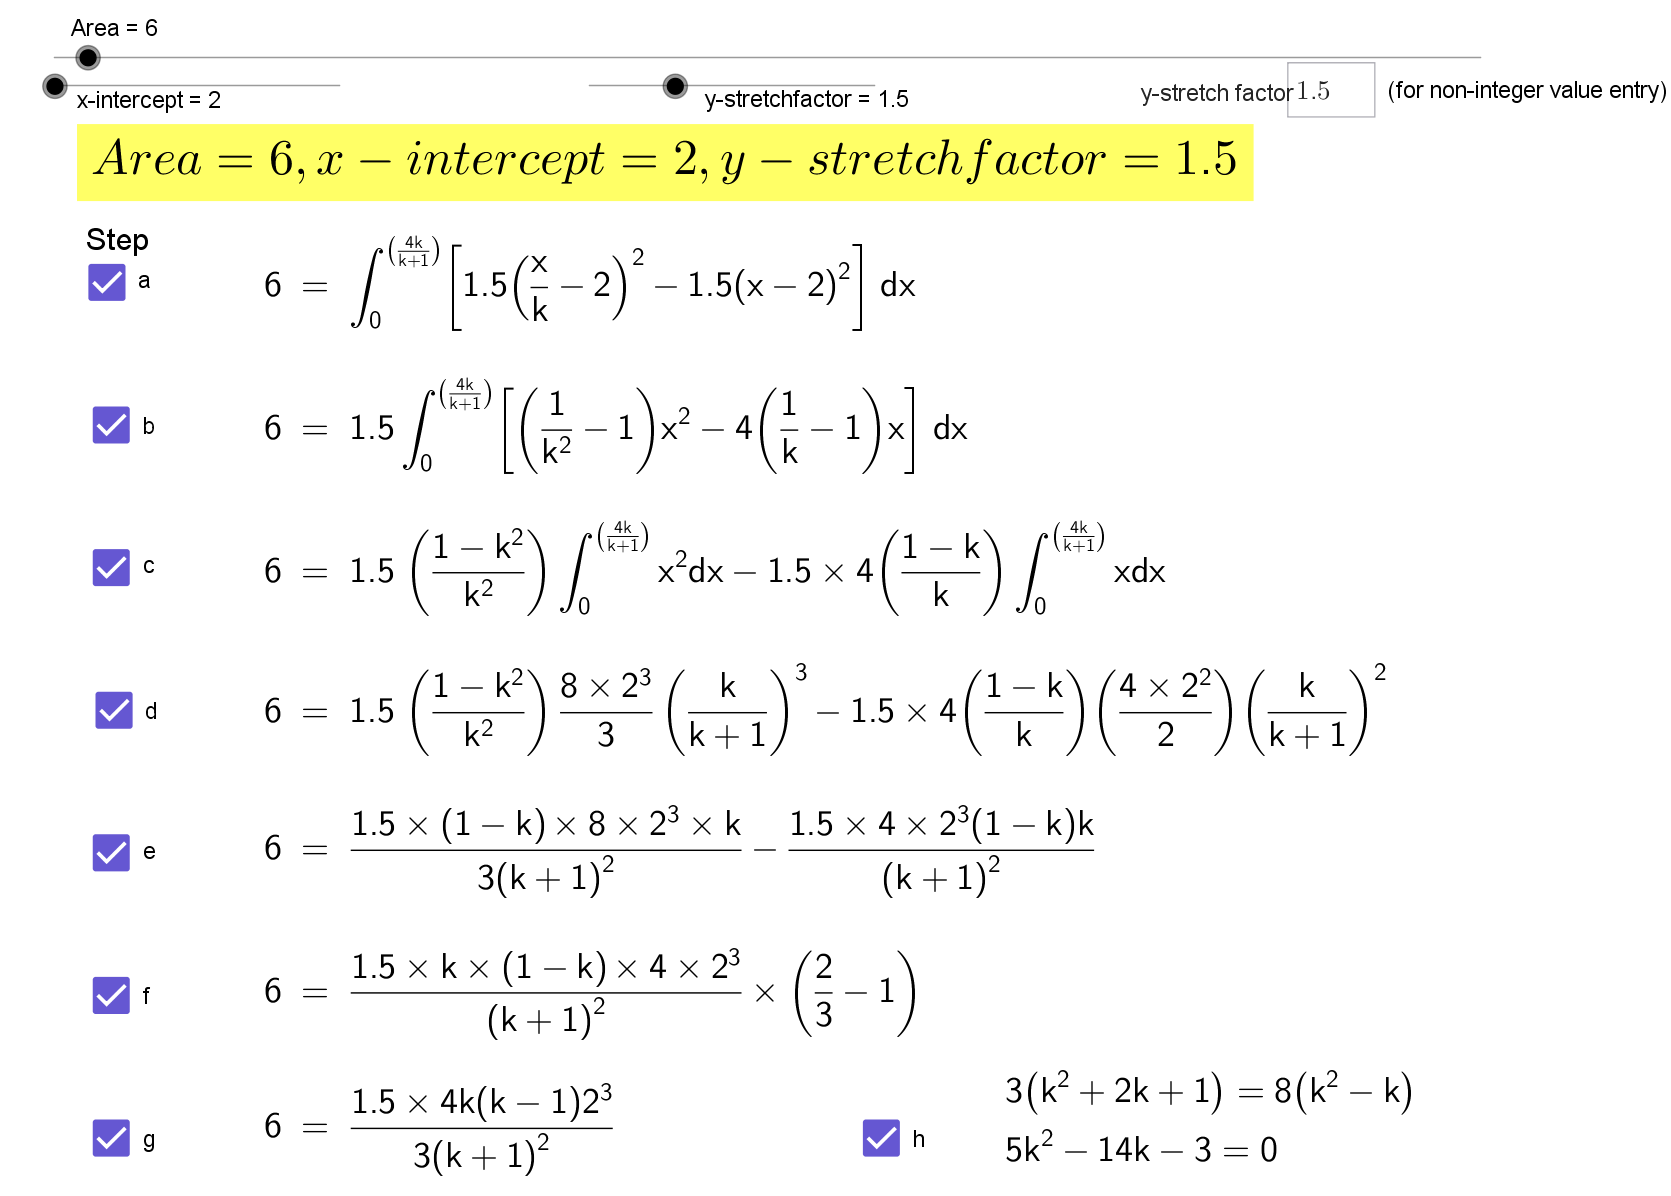 Area = 6
x-intercept = 2
y-stretchfactor = 1.5
y-stretch factor 1.5 (for non-integer value entry)
Area = 6, x − intercept = 2, y − stretchfactor = 1.5
Step
a 6 = ∫_0^{(4k/(k+1))} [1.5(x/k − 2)² − 1.5(x − 2)²] dx
b 6 = 1.5 ∫_0^{(4k/(k+1))} [(1/k² − 1)x² − 4(1/k − 1)x] dx
c 6 = 1.5 ((1 − k²)/k²) ∫_0^{(4k/(k+1))} x²dx − 1.5 × 4((1 − k)/k) ∫_0^{(4k/(k+1))} xdx
d 6 = 1.5 ((1 − k²)/k²) (8 × 2³)/3 (k/(k + 1))³ − 1.5 × 4((1 − k)/k)((4 × 2²)/2)(k/(k + 1))²
e 6 = (1.5 × (1 − k) × 8 × 2³ × k)/(3(k + 1)²) − (1.5 × 4 × 2³(1 − k)k)/((k + 1)²)
f 6 = (1.5 × k × (1 − k) × 4 × 2³)/((k + 1)²) × (2/3 − 1)
g 6 = (1.5 × 4k(k − 1)2³)/(3(k + 1)²)
h 3(k² + 2k + 1) = 8(k² − k)
5k² − 14k − 3 = 0